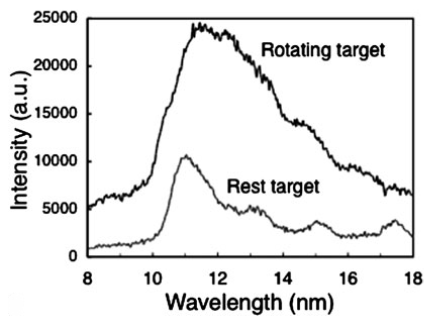 25000
20000
15000
10000
5000
0
Intensity (a.u.)
Rotating target
Rest target
8 10 12 14 16 18
Wavelength (nm)